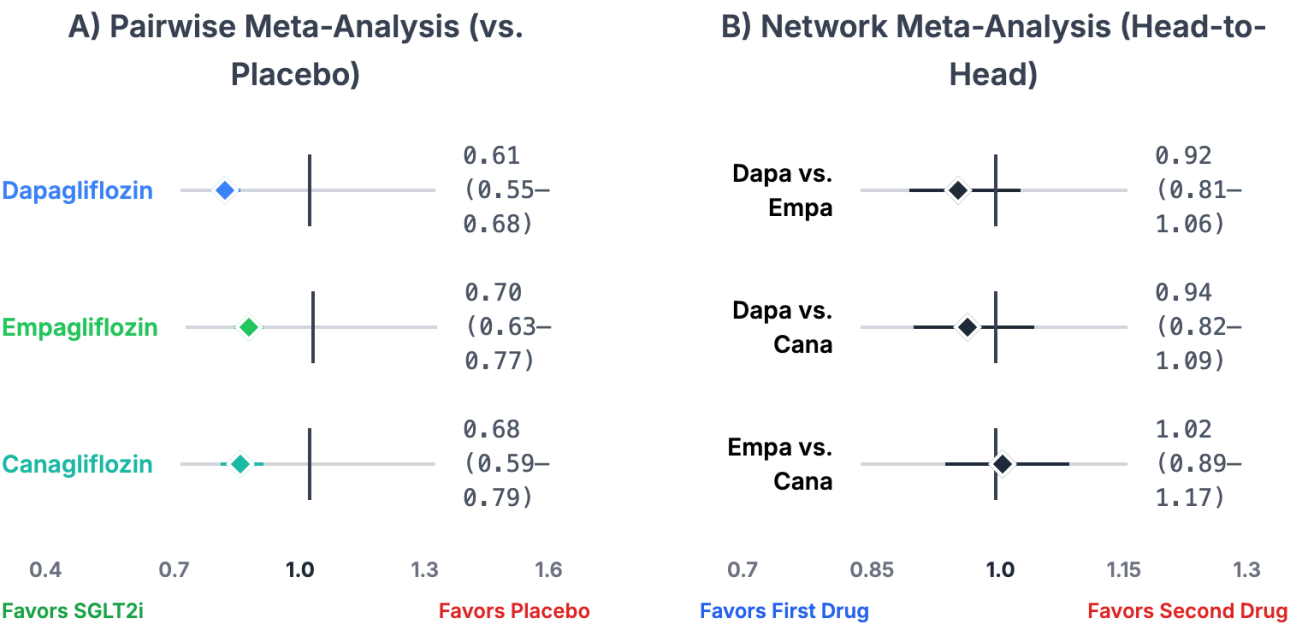 A) Pairwise Meta-Analysis (vs.
Placebo)
Dapagliflozin
0.61
(0.55–
0.68)
Empagliflozin
0.70
(0.63–
0.77)
Canagliflozin
0.68
(0.59–
0.79)
0.4 0.7 1.0 1.3 1.6
Favors SGLT2i Favors Placebo
B) Network Meta-Analysis (Head-to-
Head)
Dapa vs.
Empa
0.92
(0.81–
1.06)
Dapa vs.
Cana
0.94
(0.82–
1.09)
Empa vs.
Cana
1.02
(0.89–
1.17)
0.7 0.85 1.0 1.15 1.3
Favors First Drug Favors Second Drug